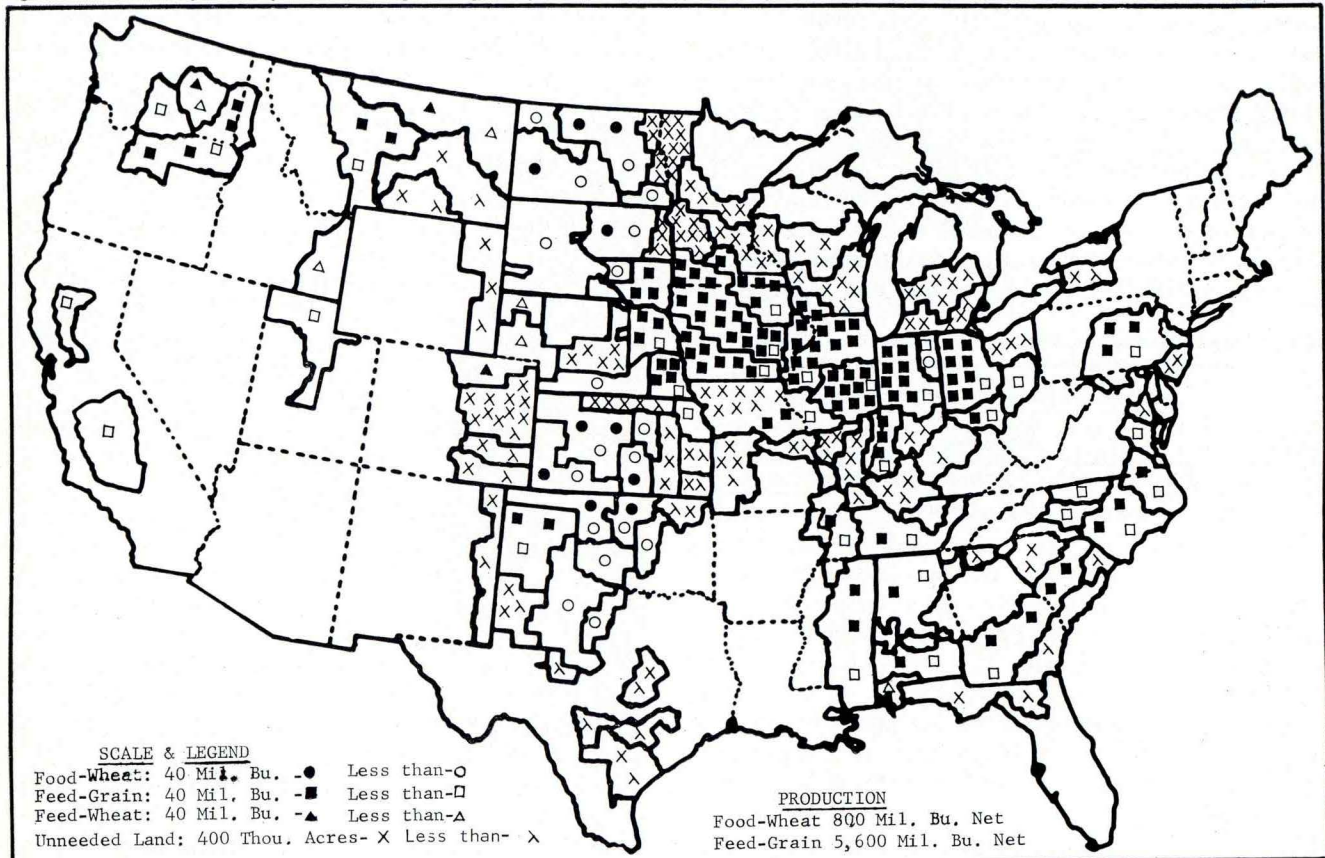 SCALE & LEGEND
Food-Wheat: 40 Mil. Bu. -● Less than-○
Feed-Grain: 40 Mil. Bu. -■ Less than-□
Feed-Wheat: 40 Mil. Bu. -▲ Less than-△
Unneeded Land: 400 Thou. Acres- X Less than- λ
PRODUCTION
Food-Wheat 800 Mil. Bu. Net
Feed-Grain 5,600 Mil. Bu. Net